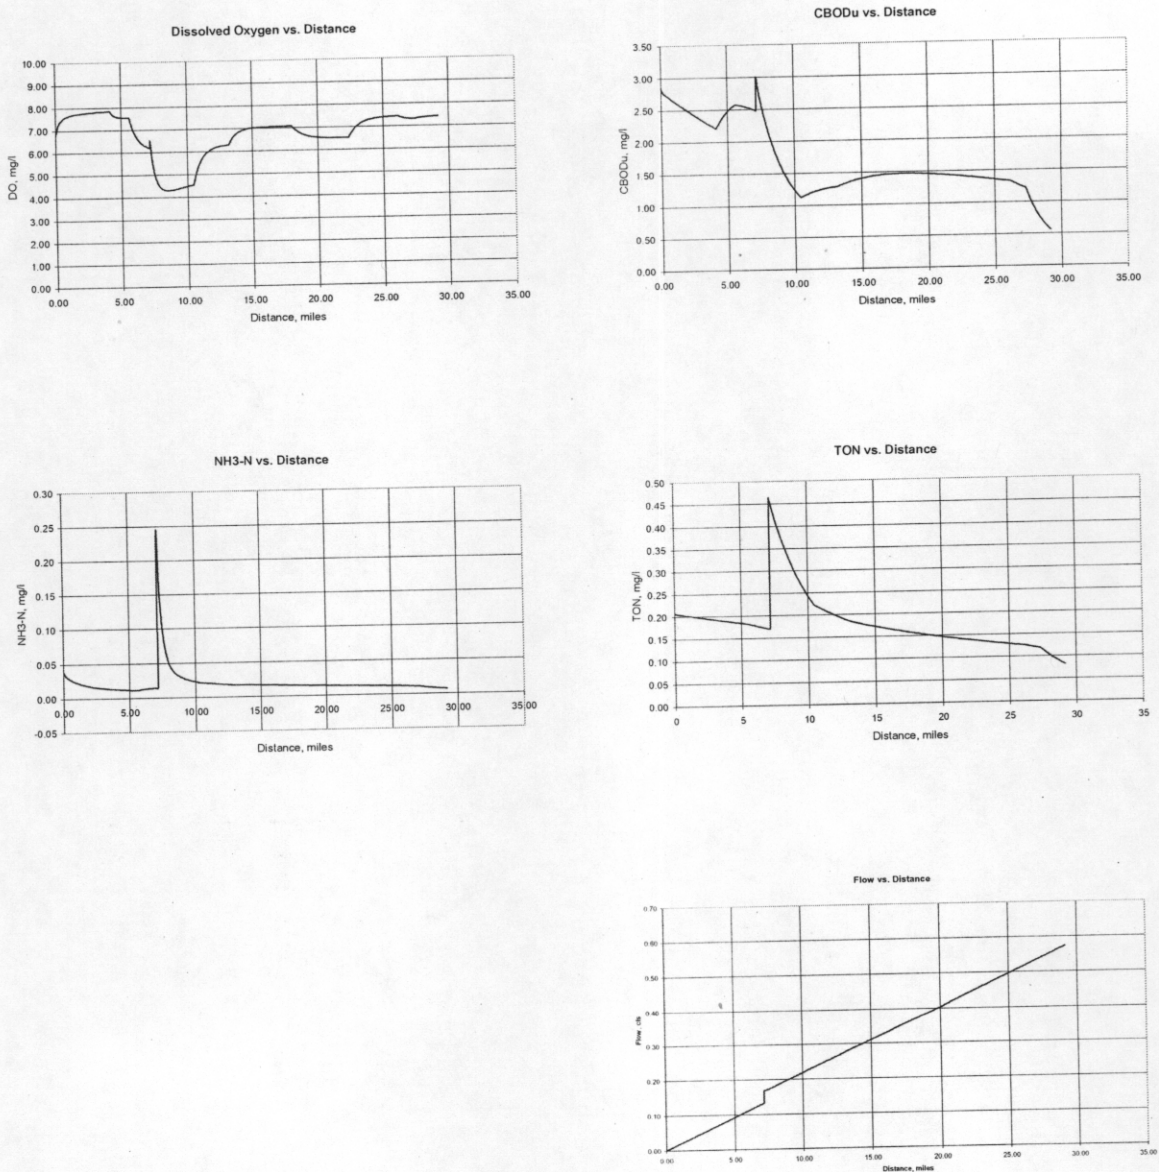 Dissolved Oxygen vs. Distance
10.00
9.00
8.00
7.00
6.00
5.00
4.00
3.00
2.00
1.00
0.00
DO, mg/l
0.00 5.00 10.00 15.00 20.00 25.00 30.00 35.00
Distance, miles
CBODu vs. Distance
3.50
3.00
2.50
2.00
1.50
1.00
0.50
0.00
CBODu, mg/l
0.00 5.00 10.00 15.00 20.00 25.00 30.00 35.00
Distance, miles
NH3-N vs. Distance
0.30
0.25
0.20
0.15
0.10
0.05
0.00
-0.05
NH3-N, mg/l
0.00 5.00 10.00 15.00 20.00 25.00 30.00 35.00
Distance, miles
TON vs. Distance
0.50
0.45
0.40
0.35
0.30
0.25
0.20
0.15
0.10
0.05
0.00
TON, mg/l
0 5 10 15 20 25 30 35
Distance, miles
Flow vs. Distance
0.70
0.60
0.50
0.40
0.30
0.20
0.10
0.00
Flow, cfs
0.00 5.00 10.00 15.00 20.00 25.00 30.00 35.00
Distance, miles